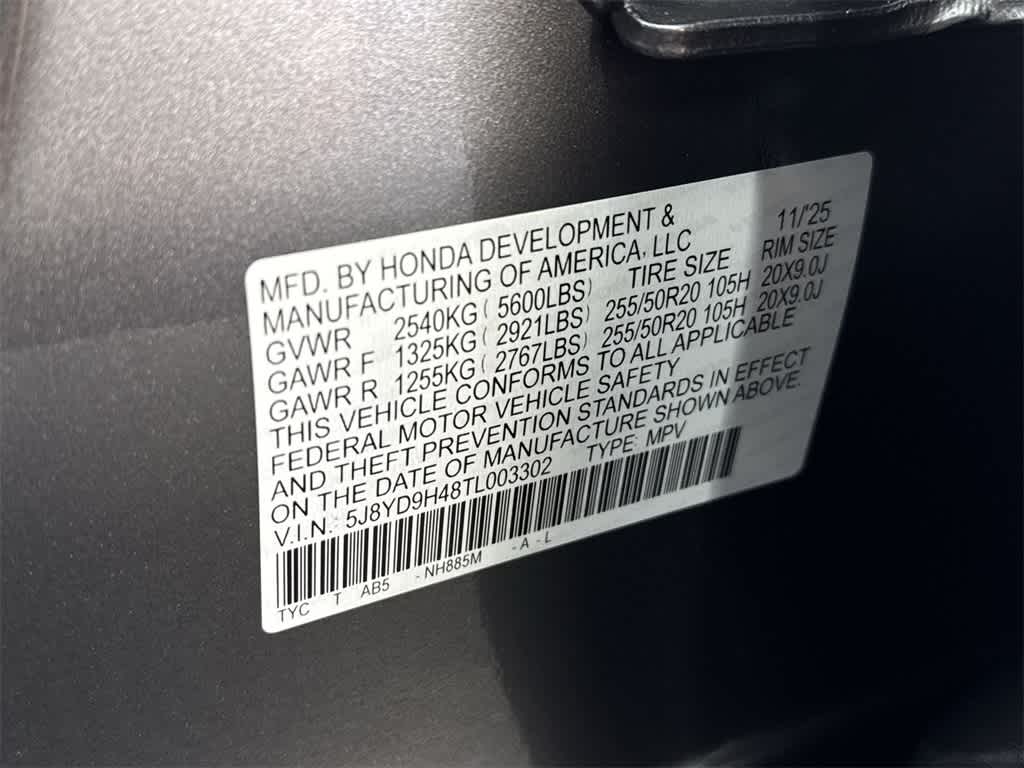 MFD. BY HONDA DEVELOPMENT & 11/'25
MANUFACTURING OF AMERICA, LLC RIM SIZE
GVWR 2540KG ( 5600LBS) TIRE SIZE
GAWR F 1325KG ( 2921LBS) 255/50R20 105H 20X9.0J
GAWR R 1255KG ( 2767LBS) 255/50R20 105H 20X9.0J
THIS VEHICLE CONFORMS TO ALL APPLICABLE
FEDERAL MOTOR VEHICLE SAFETY
AND THEFT PREVENTION STANDARDS IN EFFECT
ON THE DATE OF MANUFACTURE SHOWN ABOVE.
V.I.N.: 5J8YD9H48TL003302 TYPE: MPV
TYC T AB5 - NH885M - A - L